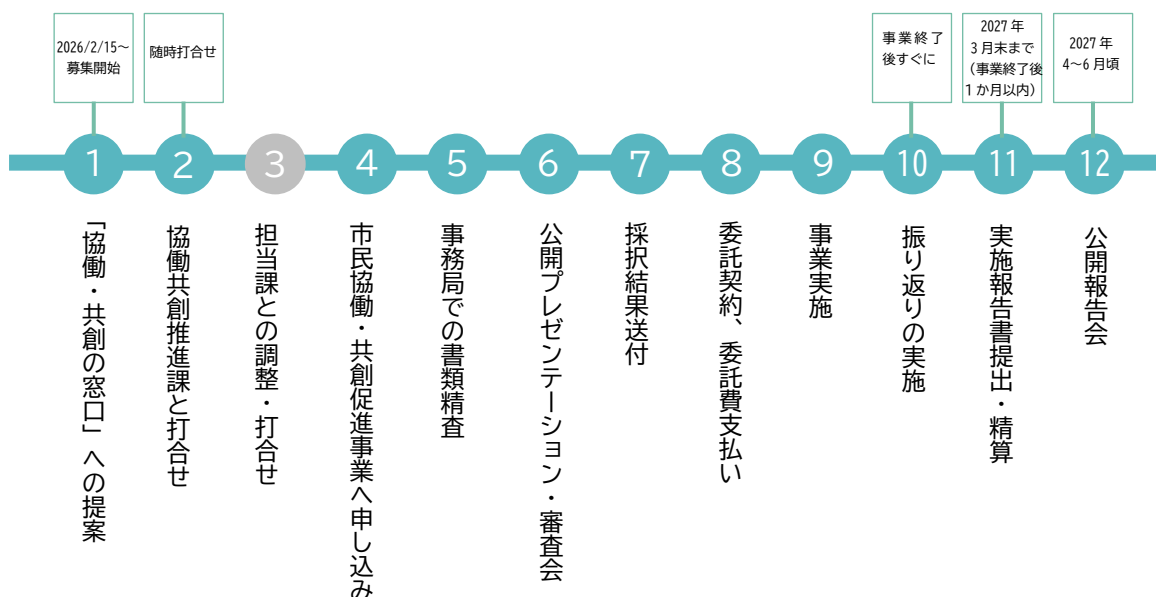 2026/2/15~
募集開始
随時打合せ
事業終了
後すぐに
2027年
3月末まで
(事業終了後
1か月以内)
2027年
4~6月頃
1
2
3
4
5
6
7
8
9
10
11
12
「協働・共創の窓口」への提案
協働共創推進課と打合せ
担当課との調整・打合せ
市民協働・共創促進事業へ申し込み
事務局での書類精査
公開プレゼンテーション・審査会
採択結果送付
委託契約、委託費支払い
事業実施
振り返りの実施
実施報告書提出・精算
公開報告会